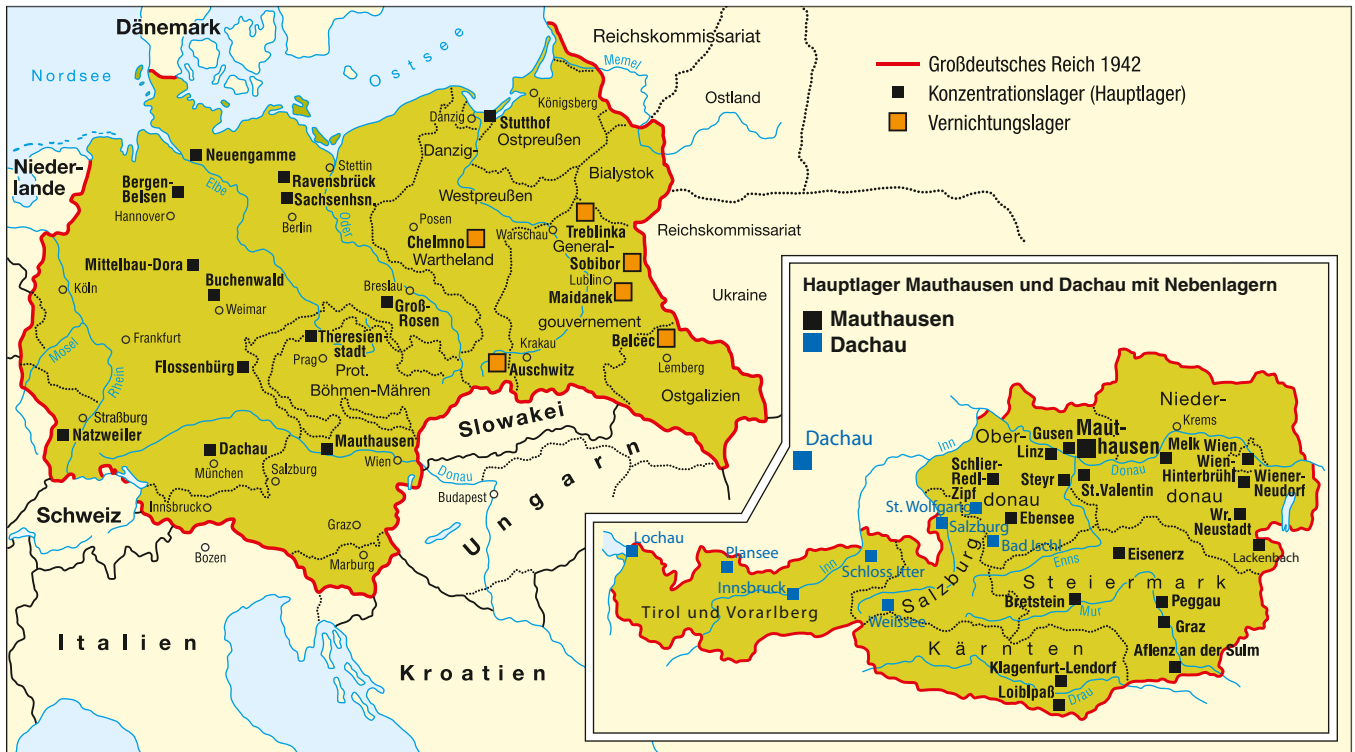 Dänemark
Nordsee
Ostsee
Reichskommissariat
Memel
Ostland
Königsberg
Danzig
Stutthof
Ostpreußen
Danzig-
Westpreußen
Bialystok
Nieder-
lande
Neuengamme
Elbe
Stettin
Ravensbrück
Sachsenhsn.
Bergen-
Belsen
Hannover
Berlin
Oder
Posen
Chelmno
Wartheland
Warschau
Treblinka
General-
Sobibor
Lublin
Maidanek
gouvernement
Reichskommissariat
Ukraine
Mittelbau-Dora
Buchenwald
Weimar
Köln
Breslau
Groß-
Rosen
Frankfurt
Mosel
Rhein
Theresien-
stadt
Prag
Prot.
Böhmen-Mähren
Flossenbürg
Krakau
Auschwitz
Belcec
Lemberg
Ostgalizien
Straßburg
Natzweiler
Dachau
München
Salzburg
Mauthausen
Wien
Donau
Slowakei
Ungarn
Budapest
Schweiz
Innsbruck
Bozen
Graz
Marburg
Italien
Kroatien
Großdeutsches Reich 1942
Konzentrationslager (Hauptlager)
Vernichtungslager
Hauptlager Mauthausen und Dachau mit Nebenlagern
Mauthausen
Dachau
Dachau
Inn
Ober-
donau
Nieder-
donau
Krems
Gusen
Linz
Maut-
hausen
Donau
Melk
Wien
Wien-
Hinterbrühl
Wiener-
Neudorf
Schlier-
Redl-
Zipf
Steyr
St.Valentin
Wr.
Neustadt
Lackenbach
St. Wolfgang
Salzburg
Ebensee
Bad Ischl
Enns
Eisenerz
Lochau
Plansee
Innsbruck
Inn
Schloss Itter
Weißsee
Salzburg
Tirol und Vorarlberg
Steiermark
Bretstein
Mur
Peggau
Graz
Aflenz an der Sulm
Kärnten
Klagenfurt-Lendorf
Loiblpaß
Drau